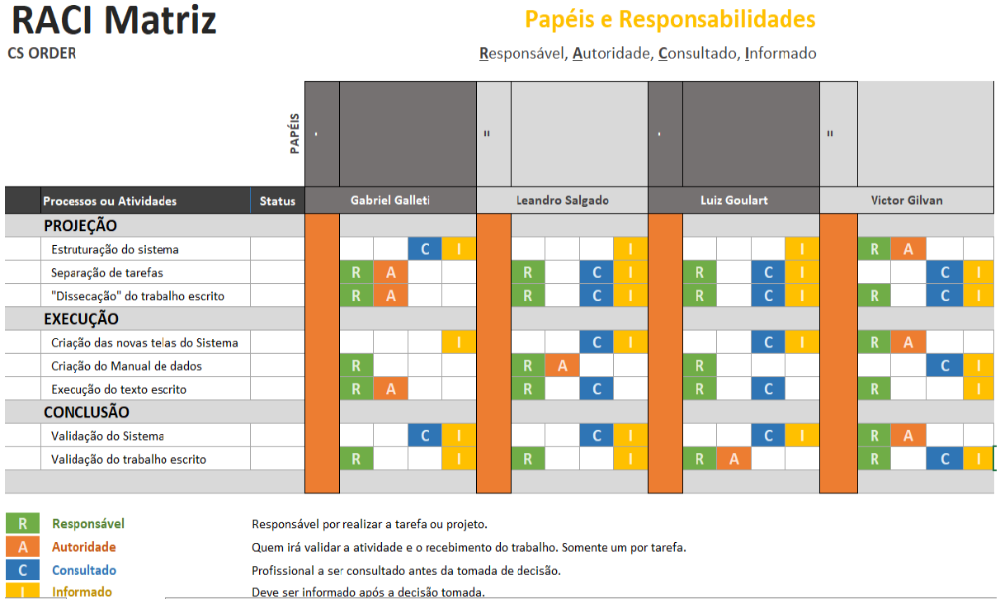 RACI Matriz
Papéis e Responsabilidades
CS ORDER
Responsável, Autoridade, Consultado, Informado
PAPÉIS
' " ' "
Processos ou Atividades Status Gabriel Galleti Leandro Salgado Luiz Goulart Victor Gilvan
PROJEÇÃO
Estruturação do sistema C I I I R A
Separação de tarefas R A R C I R C I C I
"Dissecação" do trabalho escrito R A R C I R C I R C I
EXECUÇÃO
Criação das novas telas do Sistema I C I C I R A
Criação do Manual de dados R R A R C I
Execução do texto escrito R A R C R C R I
CONCLUSÃO
Validação do Sistema C I C I C I R A
Validação do trabalho escrito R I R I R A R C I
R Responsável Responsável por realizar a tarefa ou projeto.
A Autoridade Quem irá validar a atividade e o recebimento do trabalho. Somente um por tarefa.
C Consultado Profissional a ser consultado antes da tomada de decisão.
I Informado Deve ser informado após a decisão tomada.